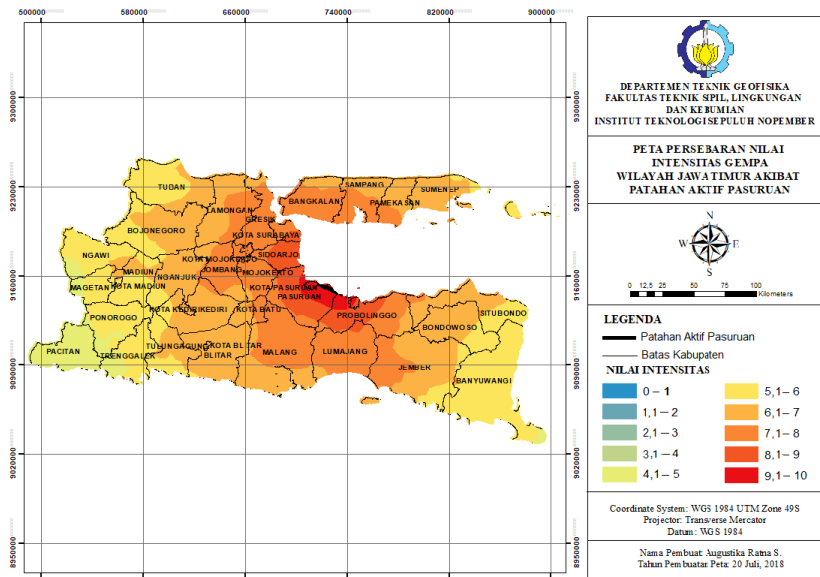 500000 580000 660000 740000 820000 900000
9300000
9230000
9160000
9090000
9020000
8950000
9300000
9230000
9160000
9090000
9020000
8950000
TUBAN
LAMONGAN
GRESIK
BANGKALAN
SAMPANG
PAMEKASAN
SUMENEP
BOJONEGORO
KOTA SURABAYA
NGAWI
KOTA MOJOKERTO
SIDOARJO
MADIUN
JOMBANG
MOJOKERTO
MAGETAN
KOTA MADIUN
NGANJUK
KOTA PASURUAN
PASURUAN
PONOROGO
KOTA KEDIRI
KEDIRI
KOTA BATU
PROBOLINGGO
SITUBONDO
BONDOWOSO
PACITAN
TRENGGALEK
TULUNGAGUNG
KOTA BLITAR
BLITAR
MALANG
LUMAJANG
JEMBER
BANYUWANGI
DEPARTEMEN TEKNIK GEOFISIKA
FAKULTAS TEKNIK SIPIL, LINGKUNGAN
DAN KEBUMIAN
INSTITUT TEKNOLOGI SEPULUH NOPEMBER
PETA PERSEBARAN NILAI
INTENSITAS GEMPA
WILAYAH JAWA TIMUR AKIBAT
PATAHAN AKTIF PASURUAN
N
W E
S
0 12,5 25 50 75 100
Kilometers
LEGENDA
Patahan Aktif Pasuruan
Batas Kabupaten
NILAI INTENSITAS
0 – 1
1,1 – 2
2,1 – 3
3,1 – 4
4,1 – 5
5,1 – 6
6,1 – 7
7,1 – 8
8,1 – 9
9,1 – 10
Coordinate System: WGS 1984 UTM Zone 49S
Projector: Transverse Mercator
Datum: WGS 1984
Nama Pembuat: Augustika Ratna S.
Tahun Pembuatan Peta: 20 Juli, 2018